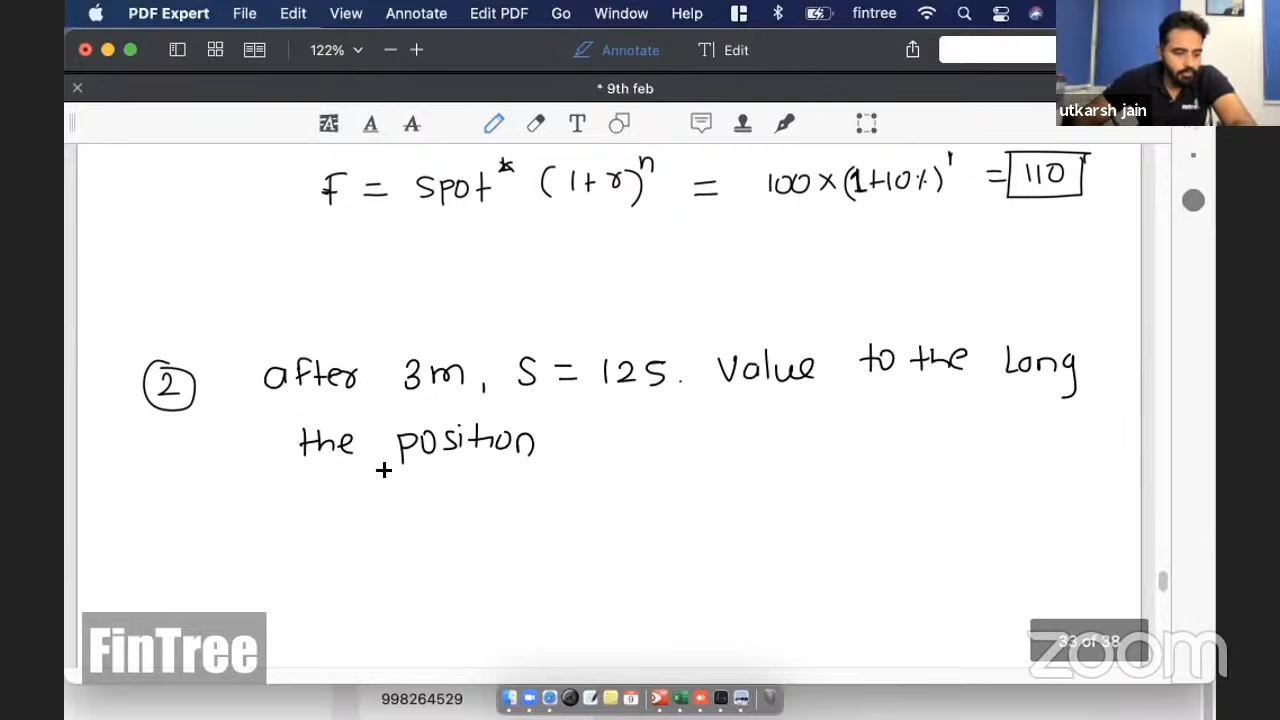 PDF Expert File Edit View Annotate Edit PDF Go Window Help fintree
122% Annotate T| Edit
* 9th feb
utkarsh jain
F = Spot * (1+r)^n = 100 × (1+10%)^1 = 110
② after 3m, S = 125. Value to the Long
the position
FinTree
33 of 38
zoom
998264529